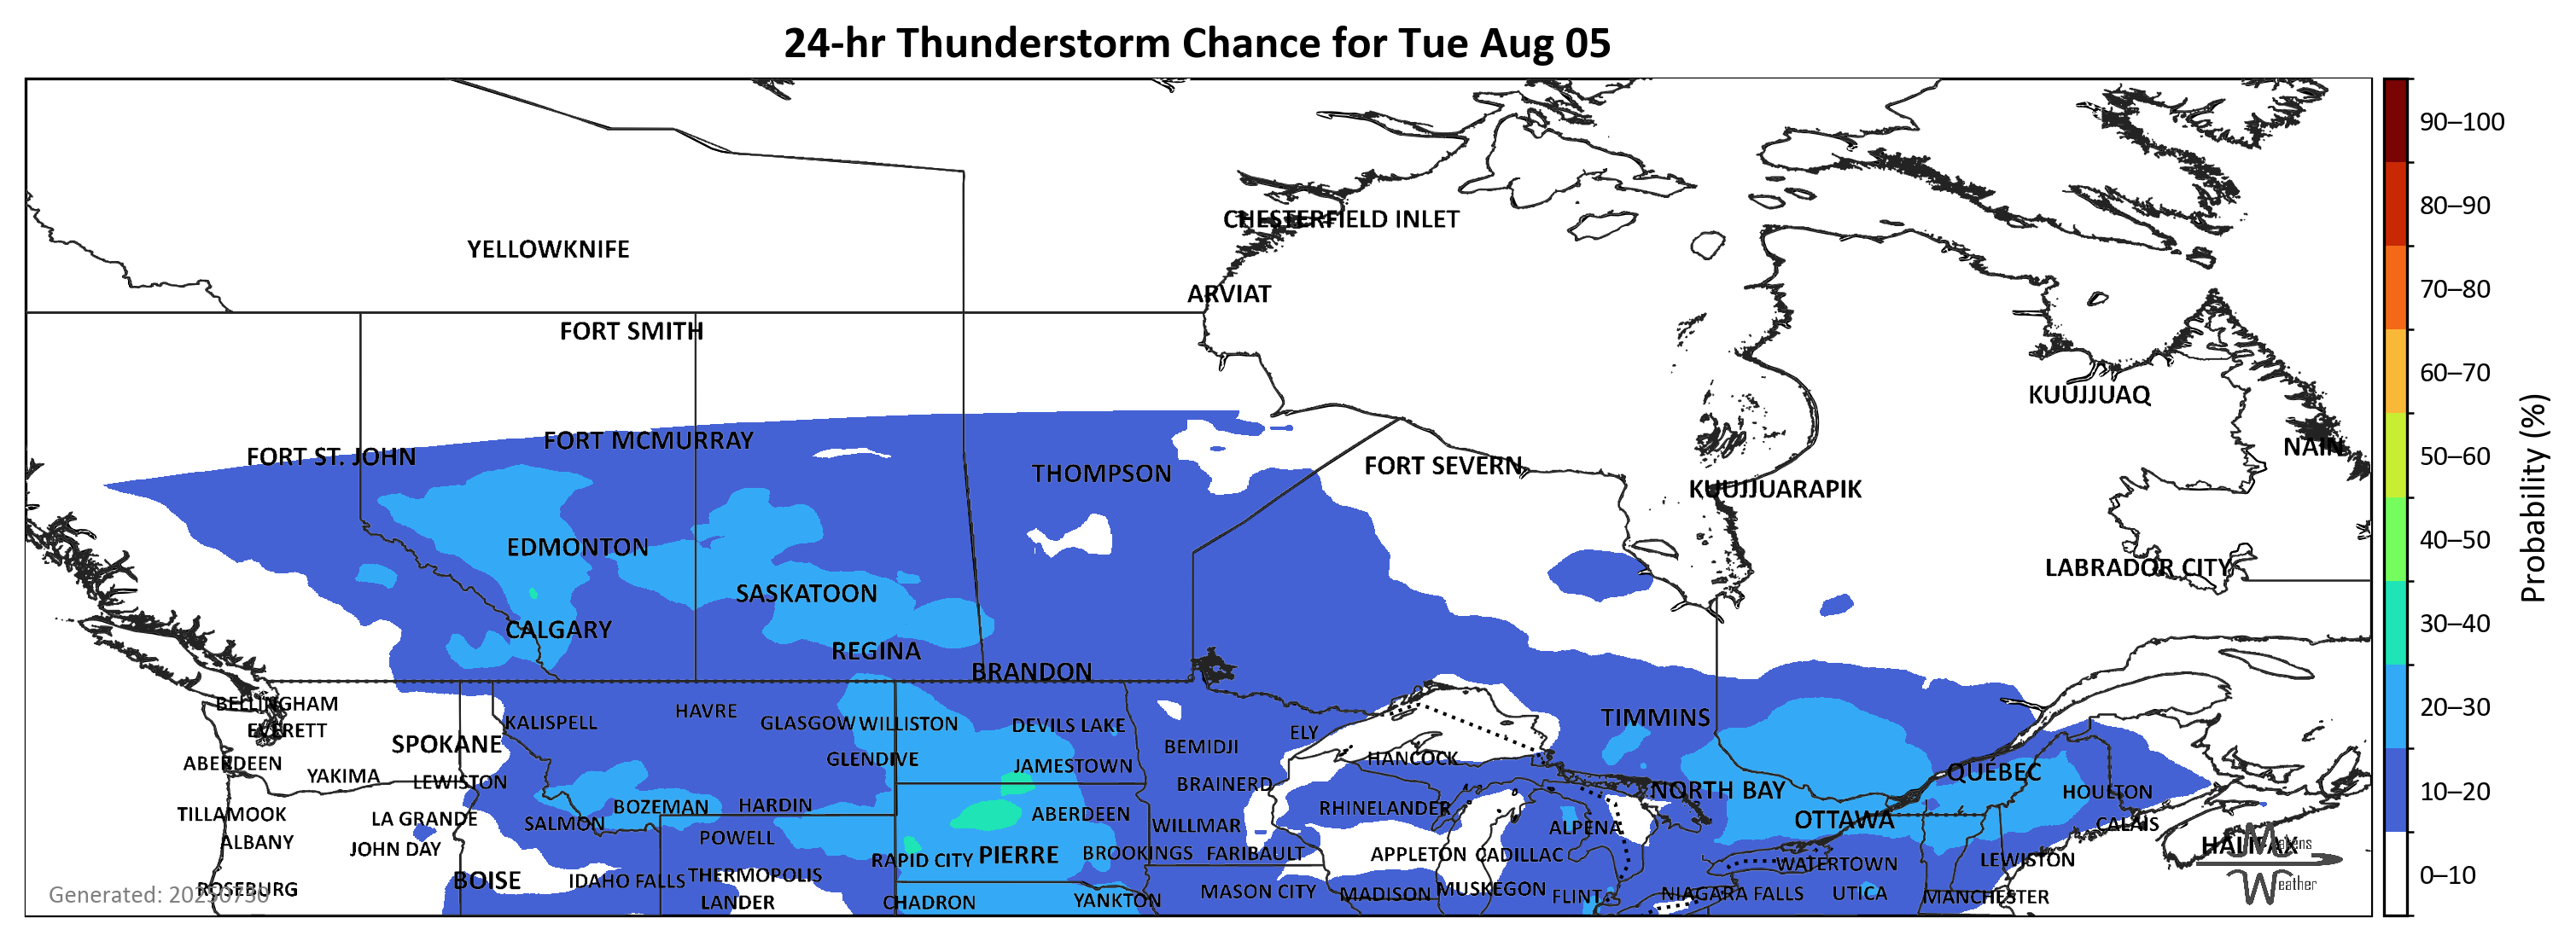 24-hr Thunderstorm Chance for Tue Aug 05
CHESTERFIELD INLET
YELLOWKNIFE
ARVIAT
FORT SMITH
KUUJJUAQ
FORT MCMURRAY
NAIN
FORT ST. JOHN
THOMPSON
FORT SEVERN
KUUJJUARAPIK
EDMONTON
LABRADOR CITY
SASKATOON
CALGARY
REGINA
BRANDON
BELLINGHAM
EVERETT
KALISPELL
HAVRE
GLASGOW
WILLISTON
DEVILS LAKE
TIMMINS
SPOKANE
BEMIDJI
ELY
ABERDEEN
YAKIMA
LEWISTON
GLENDIVE
JAMESTOWN
HANCOCK
QUEBEC
BRAINERD
NORTH BAY
HOULTON
TILLAMOOK
LA GRANDE
SALMON
BOZEMAN
HARDIN
ABERDEEN
WILLMAR
RHINELANDER
ALPENA
OTTAWA
CALAIS
ALBANY
JOHN DAY
POWELL
RAPID CITY
PIERRE
BROOKINGS
FARIBAULT
APPLETON
CADILLAC
WATERTOWN
LEWISTON
HALIFAX
Makens
Weather
ROSEBURG
BOISE
IDAHO FALLS
THERMOPOLIS
LANDER
CHADRON
YANKTON
MASON CITY
MADISON
MUSKEGON
FLINT
NIAGARA FALLS
UTICA
MANCHESTER
Generated: 20250730
90–100
80–90
70–80
60–70
50–60
40–50
30–40
20–30
10–20
0–10
Probability (%)